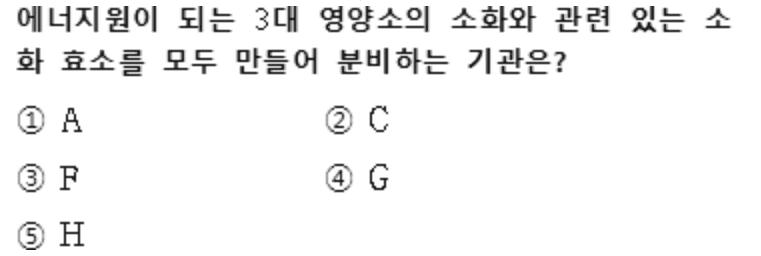 에너지원이 되는 3대 영양소의 소화와 관련 있는 소
화 효소를 모두 만들어 분비하는 기관은?
① A ② C
③ F ④ G
⑤ H